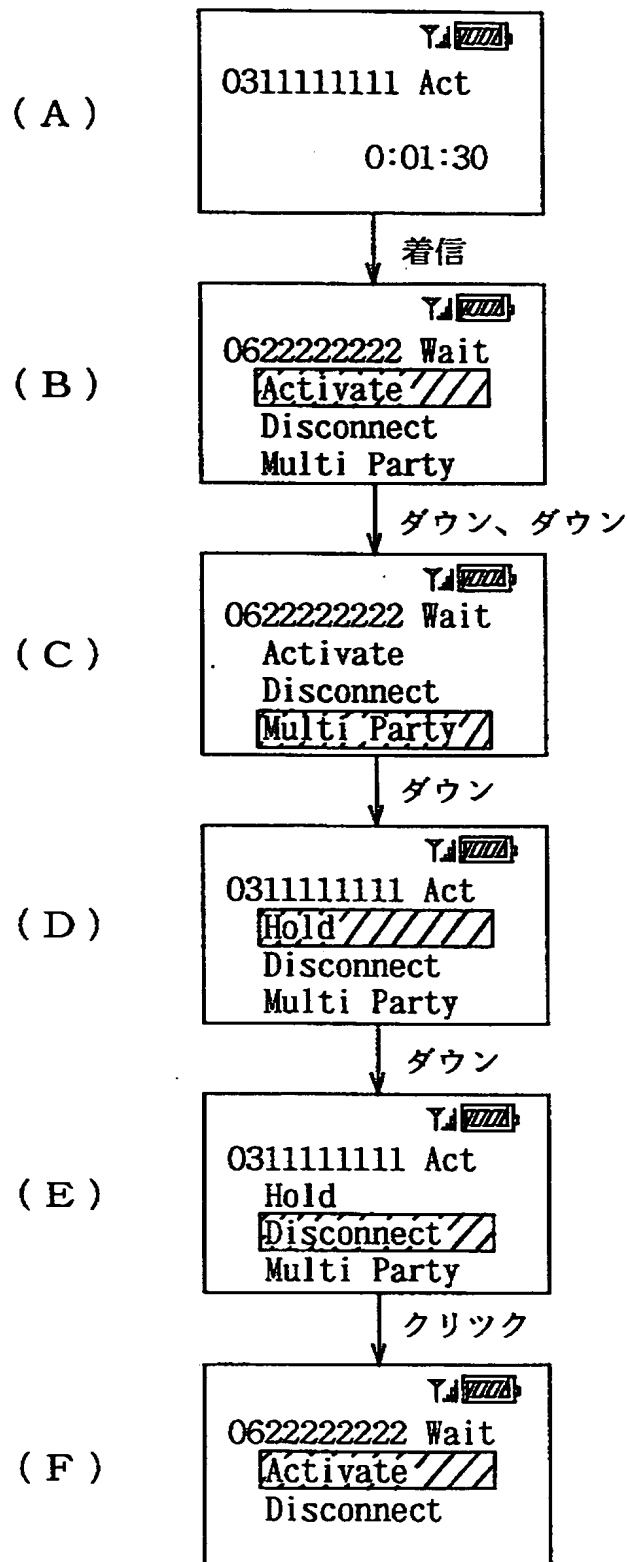 (A)
0311111111 Act
0:01:30
着信
(B)
0622222222 Wait
Activate
Disconnect
Multi Party
ダウン、ダウン
(C)
0622222222 Wait
Activate
Disconnect
Multi Party
ダウン
(D)
0311111111 Act
Hold
Disconnect
Multi Party
ダウン
(E)
0311111111 Act
Hold
Disconnect
Multi Party
クリック
(F)
0622222222 Wait
Activate
Disconnect